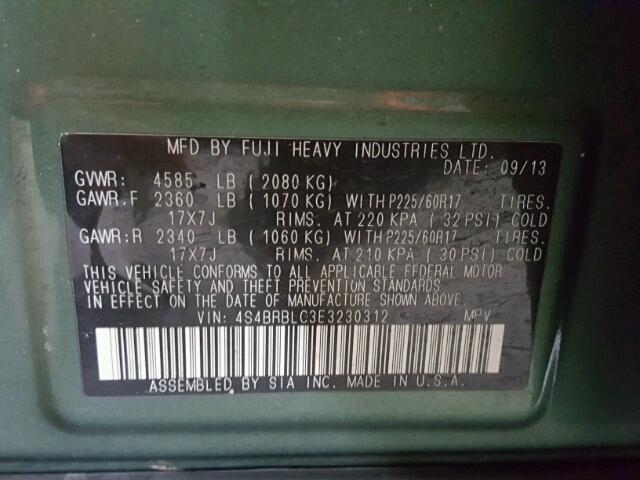 MFD BY FUJI HEAVY INDUSTRIES LTD.
DATE: 09/13
GVWR: 4585 LB (2080 KG)
GAWR:F 2360 LB (1070 KG) WITH P225/60R17 TIRES.
17X7J RIMS. AT 220 KPA (32 PSI) COLD
GAWR:R 2340 LB (1060 KG) WITH P225/60R17 TIRES.
17X7J RIMS. AT 210 KPA (30 PSI) COLD
THIS VEHICLE CONFORMS TO ALL APPLICABLE FEDERAL MOTOR
VEHICLE SAFETY AND THEFT PREVENTION STANDARDS
IN EFFECT ON THE DATE OF MANUFACTURE SHOWN ABOVE.
VIN: 4S4BRBLC3E3230312 MPV
ASSEMBLED BY SIA INC. MADE IN U.S.A.